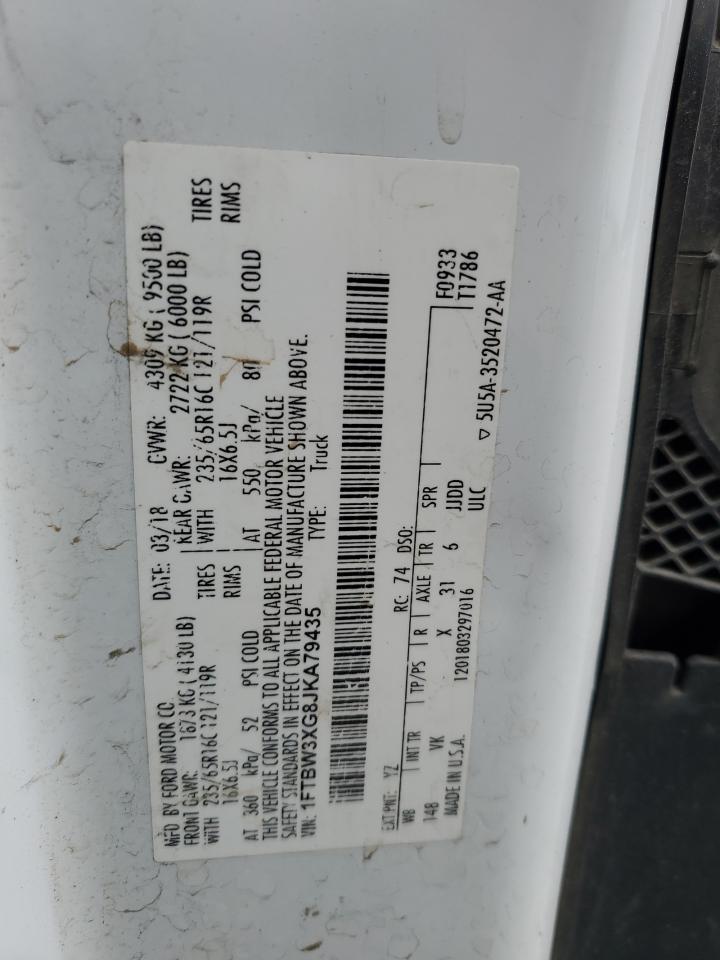 MFD BY FORD MOTOR CO. DATE: 03/18 GVWR: 4309 KG ( 9500 LB)
FRONT GAWR: 1873 KG ( 4130 LB) REAR GAWR: 2722 KG ( 6000 LB)
WITH 235/65R16C 121/119R TIRES WITH 235/65R16C 121/119R TIRES
16X6.5J RIMS 16X6.5J RIMS
AT 360 kPa/ 52 PSI COLD AT 550 kPa/ 80 PSI COLD
THIS VEHICLE CONFORMS TO ALL APPLICABLE FEDERAL MOTOR VEHICLE
SAFETY STANDARDS IN EFFECT ON THE DATE OF MANUFACTURE SHOWN ABOVE.
VIN: 1FTBW3XG8JKA79435 TYPE: Truck
EXT PNT: YZ RC: 74 DSO: F0933
WB INT TR TP/PS R AXLE TR SPR T1786
148 VK X 31 6 JJDD
MADE IN U.S.A. 1201803297016 ULC ▽ 5U5A-3520472-AA